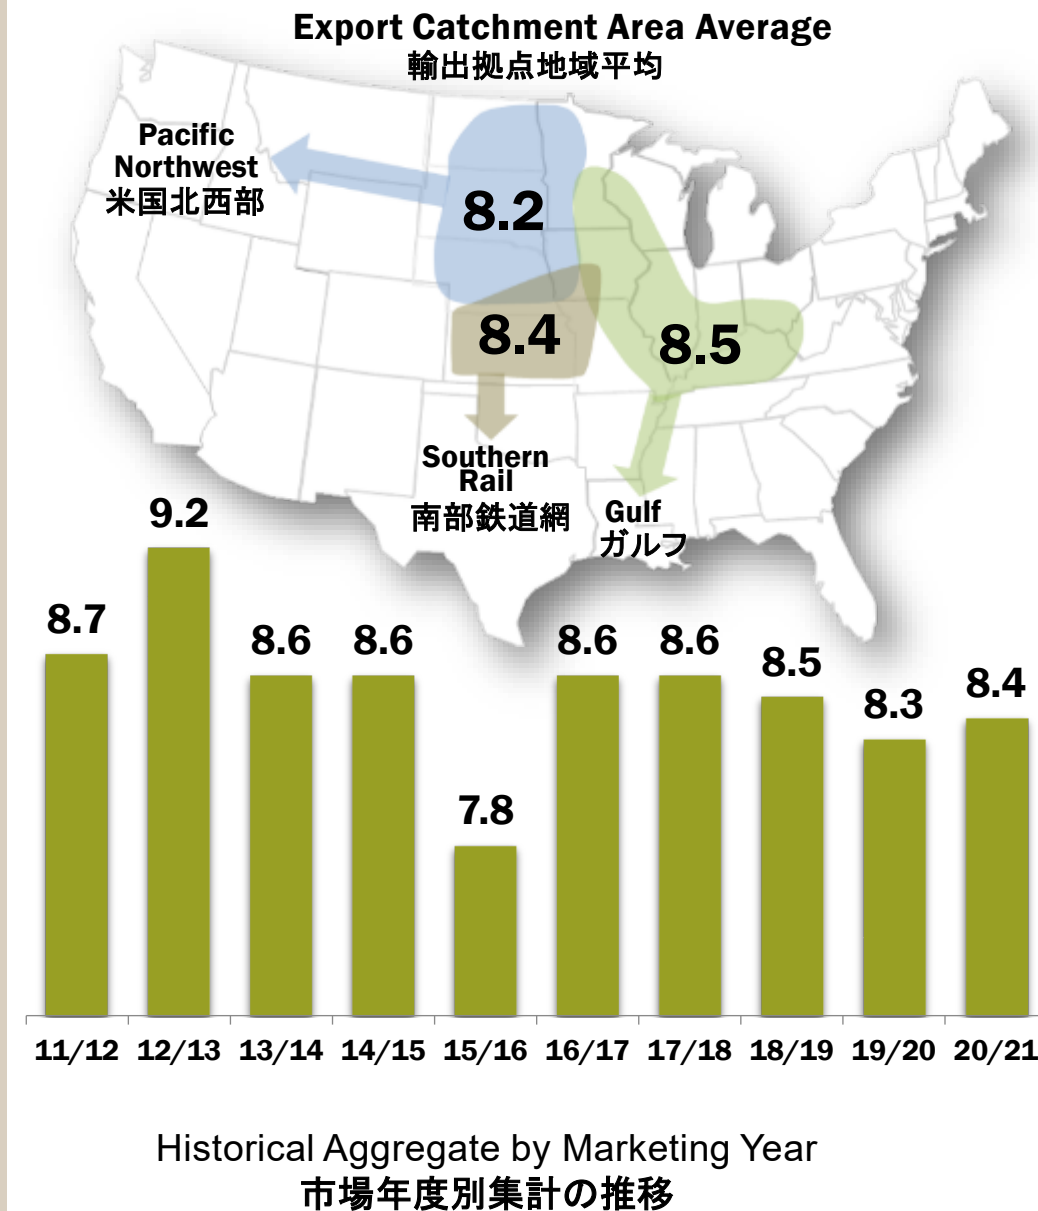 Export Catchment Area Average
輸出拠点地域平均
Pacific
Northwest
米国北西部
8.2
8.4
8.5
Southern
Rail
南部鉄道網
Gulf
ガルフ
8.7
9.2
8.6
8.6
7.8
8.6
8.6
8.5
8.3
8.4
11/12 12/13 13/14 14/15 15/16 16/17 17/18 18/19 19/20 20/21
Historical Aggregate by Marketing Year
市場年度別集計の推移